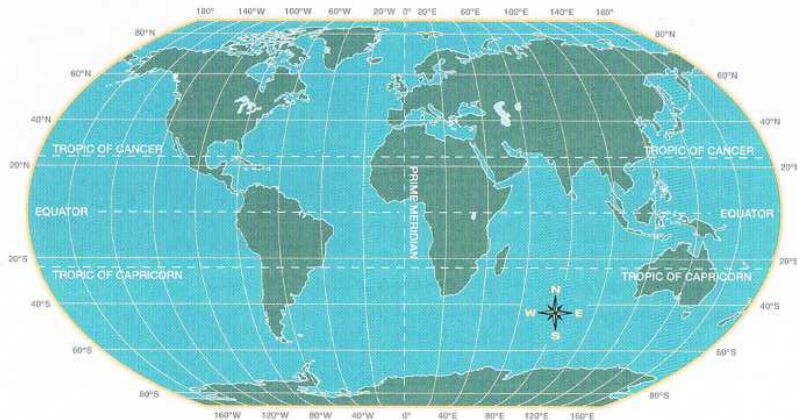 180° 140°W 100°W 60°W 20°W 0° 20°E 60°E 100°E 140°E 180°
80°N 80°N
60°N 60°N
40°N 40°N
TROPIC OF CANCER TROPIC OF CANCER
20°N 20°N
PRIME MERIDIAN
EQUATOR EQUATOR
20°S 20°S
TROPIC OF CAPRICORN TROPIC OF CAPRICORN
N
40°S 40°S
W E
S
60°S 60°S
80°S 80°S
160°W 120°W 80°W 40°W 0° 40°E 80°E 120°E 160°E